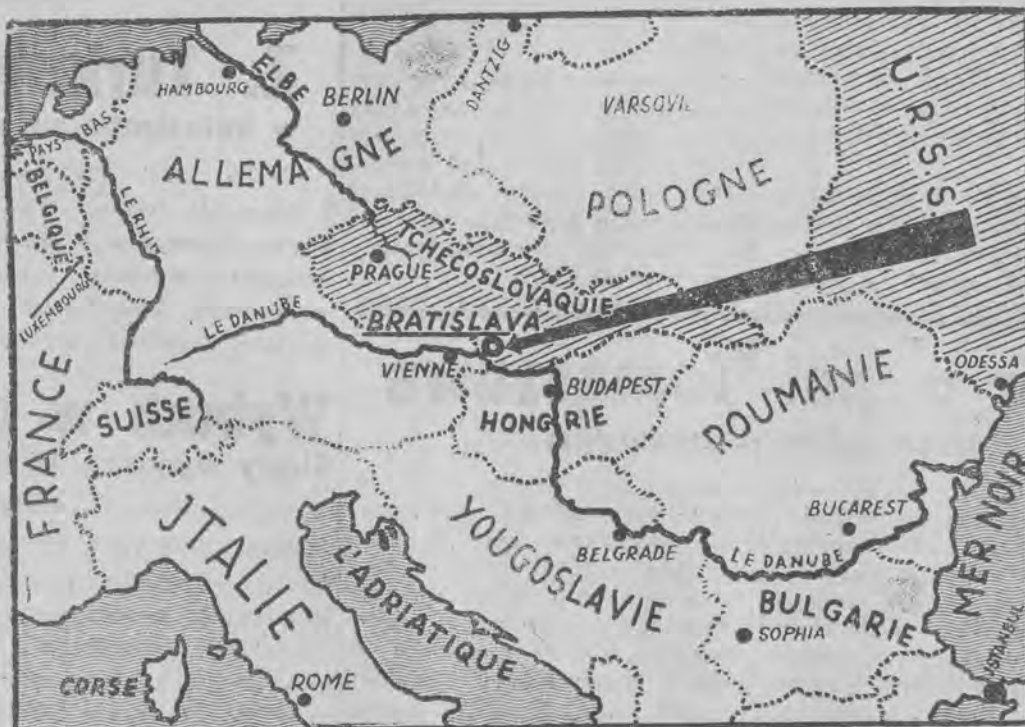 HAMBOURG
ELBE
BERLIN
DANTZIG
VARSOVIE
U.R.S.S.
PAYS BAS
BELGIQUE
LUXEMBOURG
LE RHIN
ALLEMAGNE
POLOGNE
TCHECOSLOVAQUIE
PRAGUE
LE DANUBE
BRATISLAVA
VIENNE
BUDAPEST
HONGRIE
ROUMANIE
ODESSA
SUISSE
FRANCE
JTALIE
L'ADRIATIQUE
YOUGOSLAVIE
BELGRADE
BUCAREST
LE DANUBE
MER NOIR
BULGARIE
SOPHIA
ISTANBUL
CORSE
ROME